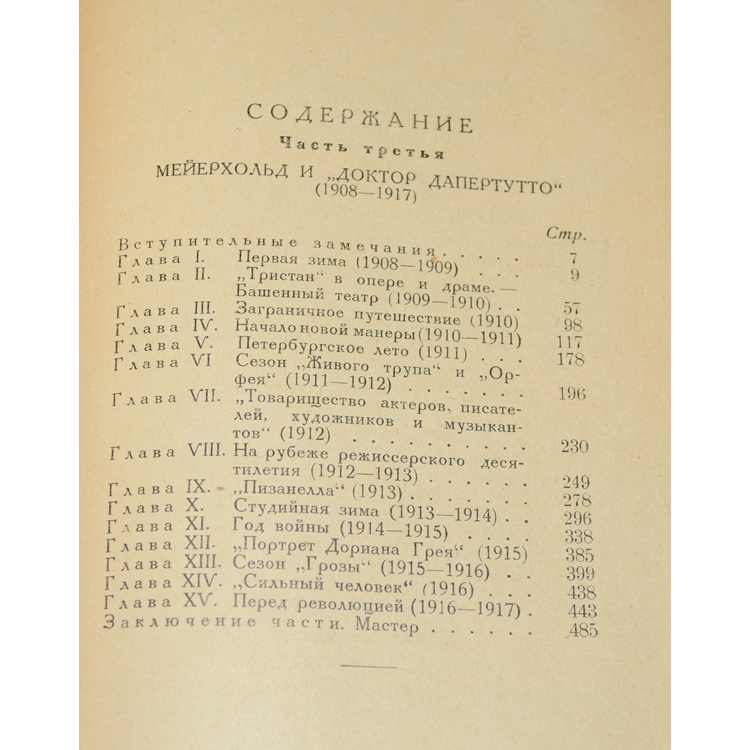 СОДЕРЖАНИЕ
Часть третья
МЕЙЕРХОЛЬД И „ДОКТОР ДАПЕРТУТТО“
(1908—1917)
Стр.
Вступительные замечания . . . . . 7
Глава I. Первая зима (1908—1909) . . . 9
Глава II. „Тристан“ в опере и драме.—
Башенный театр (1909—1910) . . 57
Глава III. Заграничное путешествие (1910) 98
Глава IV. Начало новой манеры (1910—1911) 117
Глава V. Петербургское лето (1911) . . . 178
Глава VI Сезон „Живого трупа“ и „Ор-
фея“ (1911—1912) . . . . . . . 196
Глава VII. „Товарищество актеров, писате-
лей, художников и музыкан-
тов“ (1912) . . . . . . . . . . 230
Глава VIII. На рубеже режиссерского деся-
тилетия (1912—1913) . . . . . . 249
Глава IX. „Пизанелла“ (1913) . . . . . . . 278
Глава X. Студийная зима (1913—1914) . . 296
Глава XI. Год войны (1914—1915) . . . . . 338
Глава XII. „Портрет Дориана Грея“ (1915) 385
Глава XIII. Сезон „Грозы“ (1915—1916) . . 399
Глава XIV. „Сильный человек“ (1916) . . . 438
Глава XV. Перед революцией (1916—1917) . 443
Заключение части. Мастер . . . . . . 485